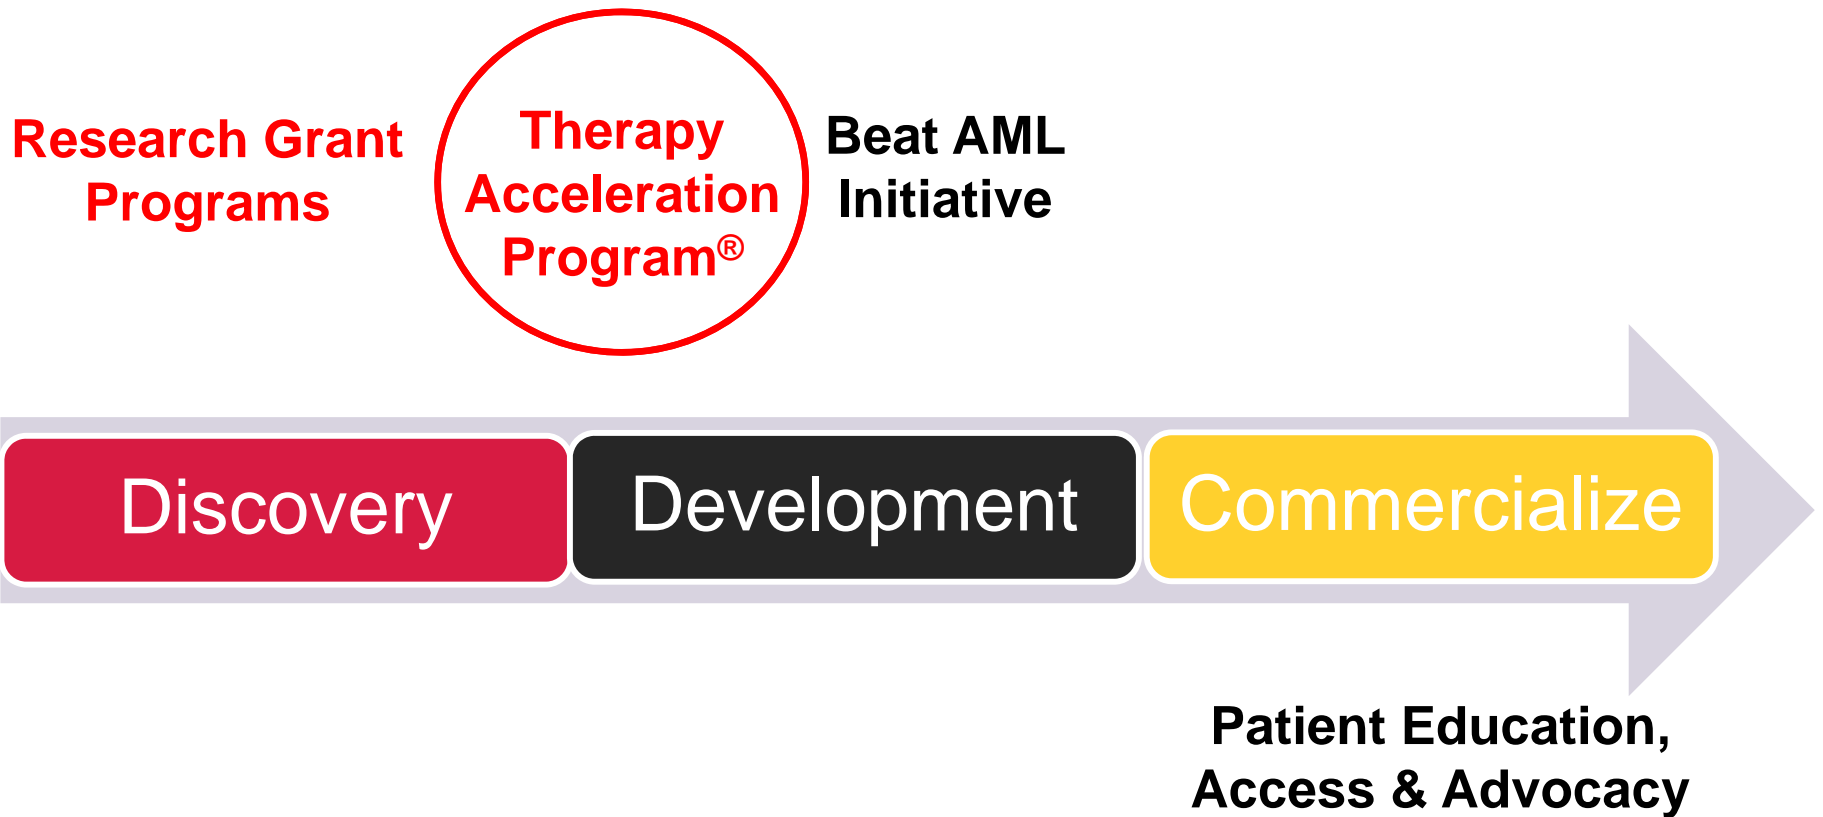 Research Grant
Programs
Therapy
Acceleration
Program®
Beat AML
Initiative
Discovery
Development
Commercialize
Patient Education,
Access & Advocacy